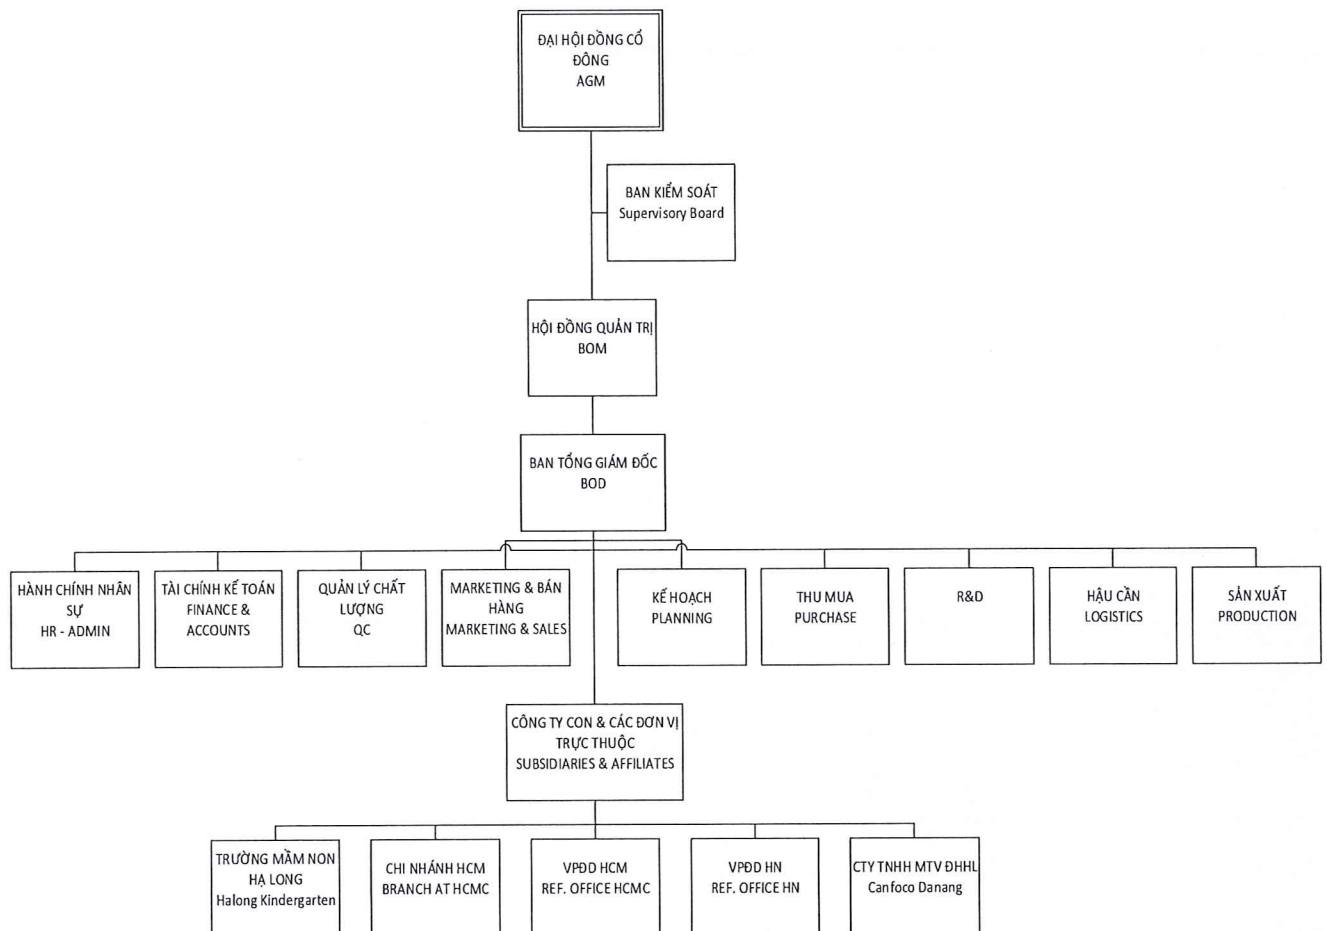 ĐẠI HỘI ĐỒNG CỔ
ĐÔNG
AGM
BAN KIỂM SOÁT
Supervisory Board
HỘI ĐỒNG QUẢN TRỊ
BOM
BAN TỔNG GIÁM ĐỐC
BOD
HÀNH CHÍNH NHÂN
SỰ
HR - ADMIN
TÀI CHÍNH KẾ TOÁN
FINANCE &
ACCOUNTS
QUẢN LÝ CHẤT
LƯỢNG
QC
MARKETING & BÁN
HÀNG
MARKETING & SALES
KẾ HOẠCH
PLANNING
THU MUA
PURCHASE
R&D
HẬU CẦN
LOGISTICS
SẢN XUẤT
PRODUCTION
CÔNG TY CON & CÁC ĐƠN VỊ
TRỰC THUỘC
SUBSIDIARIES & AFFILIATES
TRƯỜNG MẦM NON
HẠ LONG
Halong Kindergarten
CHI NHÁNH HCM
BRANCH AT HCMC
VPĐD HCM
REF. OFFICE HCMC
VPĐD HN
REF. OFFICE HN
CTY TNHH MTV ĐHHL
Canfoco Danang